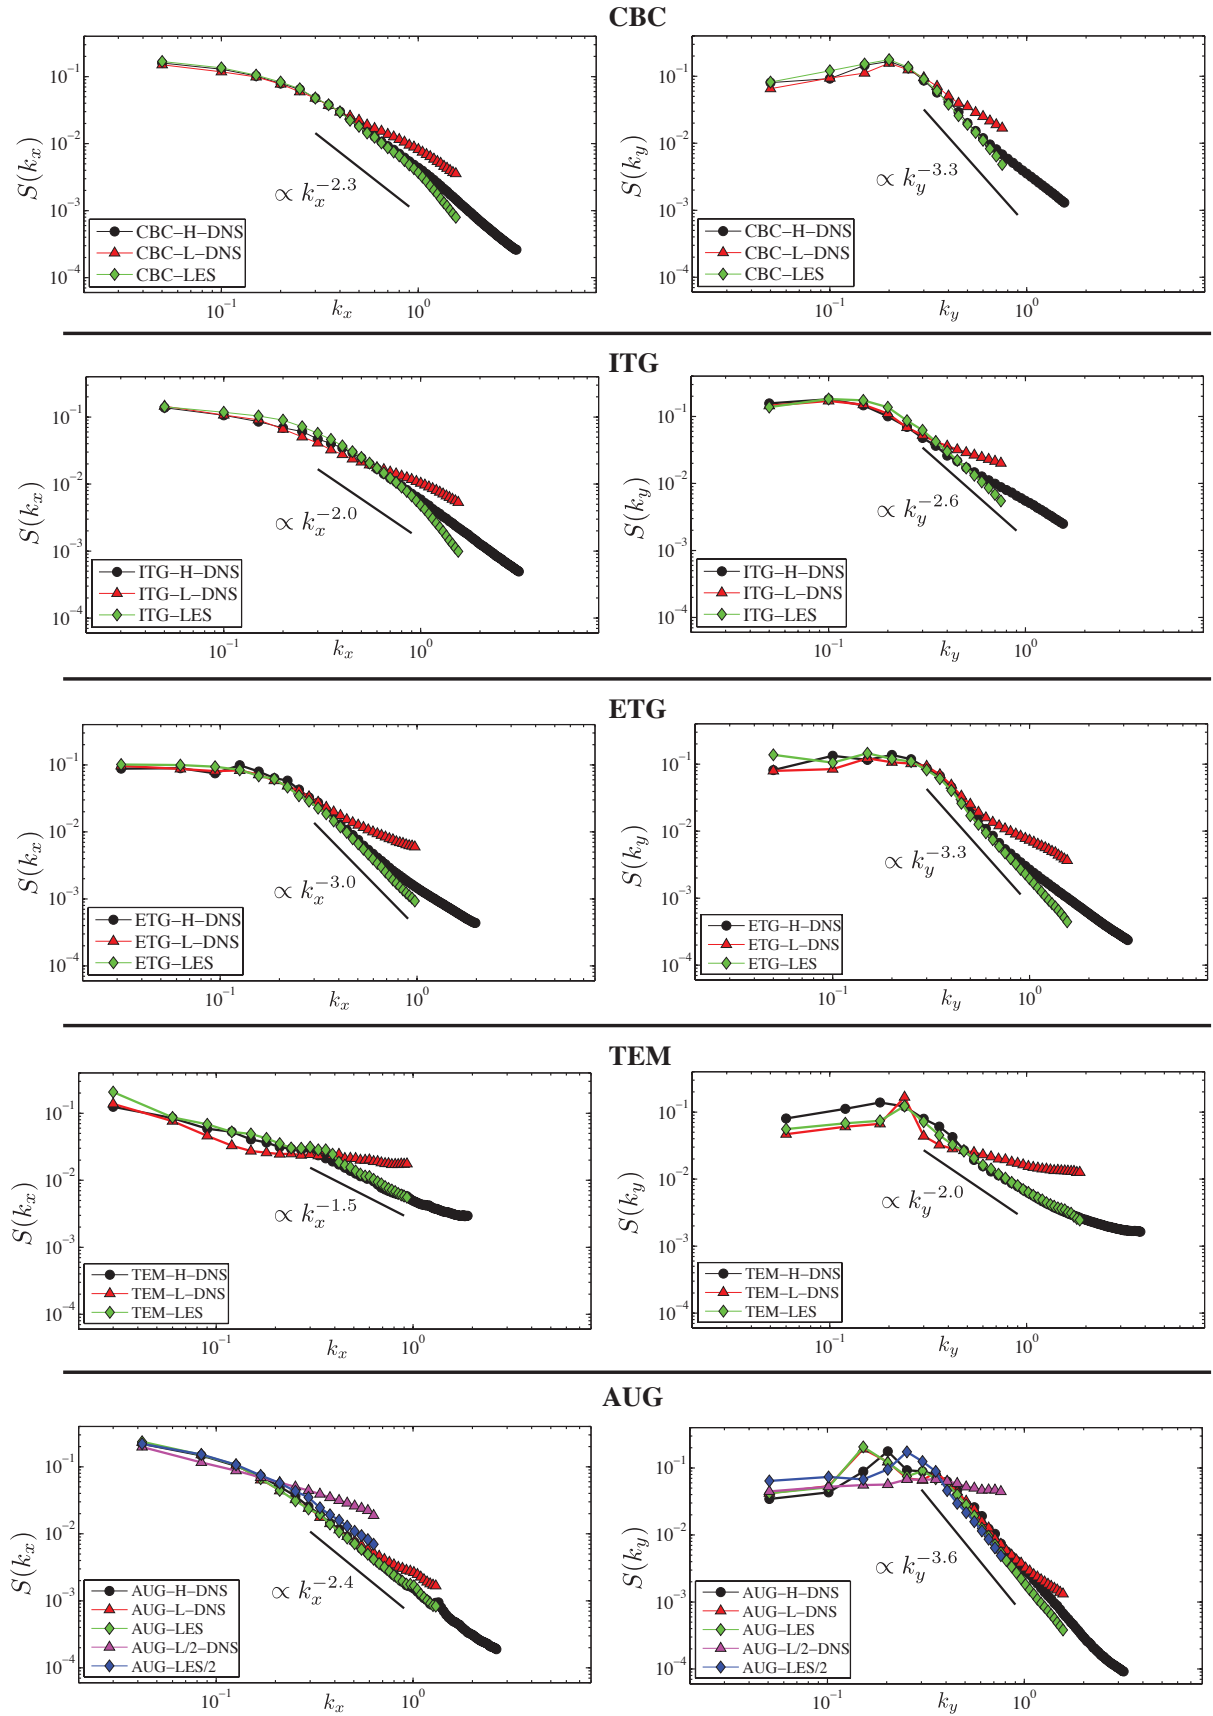 CBC
S(k_x)
10^−1
10^−2
10^−3
10^−4
∝ k_x^−2.3
CBC–H–DNS
CBC–L–DNS
CBC–LES
10^−1
10^0
k_x
S(k_y)
10^−1
10^−2
10^−3
10^−4
∝ k_y^−3.3
CBC–H–DNS
CBC–L–DNS
CBC–LES
10^−1
10^0
k_y
ITG
S(k_x)
10^−1
10^−2
10^−3
10^−4
∝ k_x^−2.0
ITG–H–DNS
ITG–L–DNS
ITG–LES
10^−1
10^0
k_x
S(k_y)
10^−1
10^−2
10^−3
10^−4
∝ k_y^−2.6
ITG–H–DNS
ITG–L–DNS
ITG–LES
10^−1
10^0
k_y
ETG
S(k_x)
10^−1
10^−2
10^−3
10^−4
∝ k_x^−3.0
ETG–H–DNS
ETG–L–DNS
ETG–LES
10^−1
10^0
k_x
S(k_y)
10^−1
10^−2
10^−3
10^−4
∝ k_y^−3.3
ETG–H–DNS
ETG–L–DNS
ETG–LES
10^−1
10^0
k_y
TEM
S(k_x)
10^−1
10^−2
10^−3
10^−4
∝ k_x^−1.5
TEM–H–DNS
TEM–L–DNS
TEM–LES
10^−1
10^0
k_x
S(k_y)
10^−1
10^−2
10^−3
10^−4
∝ k_y^−2.0
TEM–H–DNS
TEM–L–DNS
TEM–LES
10^−1
10^0
k_y
AUG
S(k_x)
10^−1
10^−2
10^−3
10^−4
∝ k_x^−2.4
AUG–H–DNS
AUG–L–DNS
AUG–LES
AUG–L/2–DNS
AUG–LES/2
10^−1
10^0
k_x
S(k_y)
10^−1
10^−2
10^−3
10^−4
∝ k_y^−3.6
AUG–H–DNS
AUG–L–DNS
AUG–LES
AUG–L/2–DNS
AUG–LES/2
10^−1
10^0
k_y